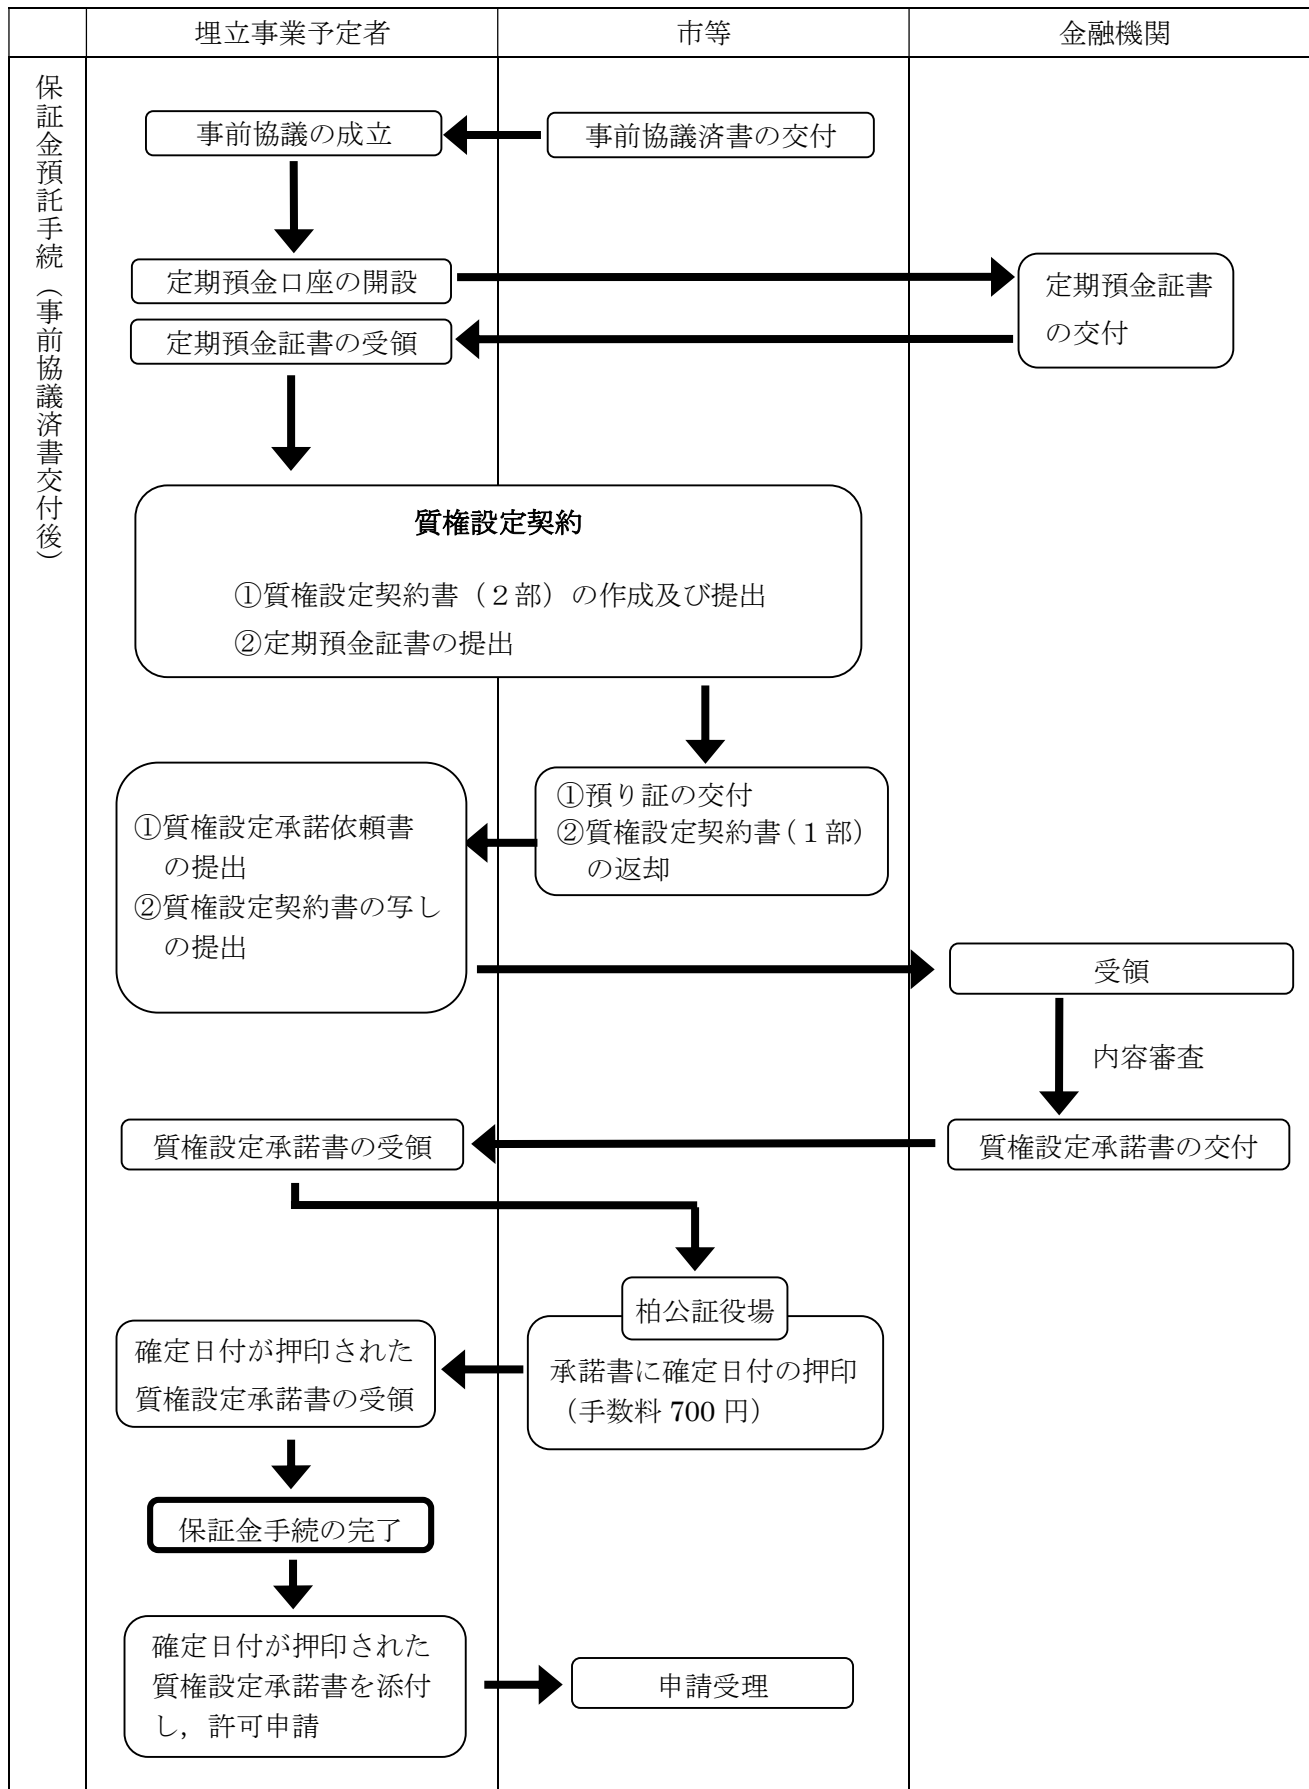 埋立事業予定者
市等
金融機関
保証金預託手続（事前協議済書交付後）
事前協議の成立
事前協議済書の交付
定期預金口座の開設
定期預金証書
の交付
定期預金証書の受領
質権設定契約
①質権設定契約書（２部）の作成及び提出
②定期預金証書の提出
①預り証の交付
②質権設定契約書（１部）
の返却
①質権設定承諾依頼書
の提出
②質権設定契約書の写し
の提出
受領
内容審査
質権設定承諾書の受領
質権設定承諾書の交付
柏公証役場
承諾書に確定日付の押印
（手数料 700 円）
確定日付が押印された
質権設定承諾書の受領
保証金手続の完了
確定日付が押印された
質権設定承諾書を添付
し，許可申請
申請受理